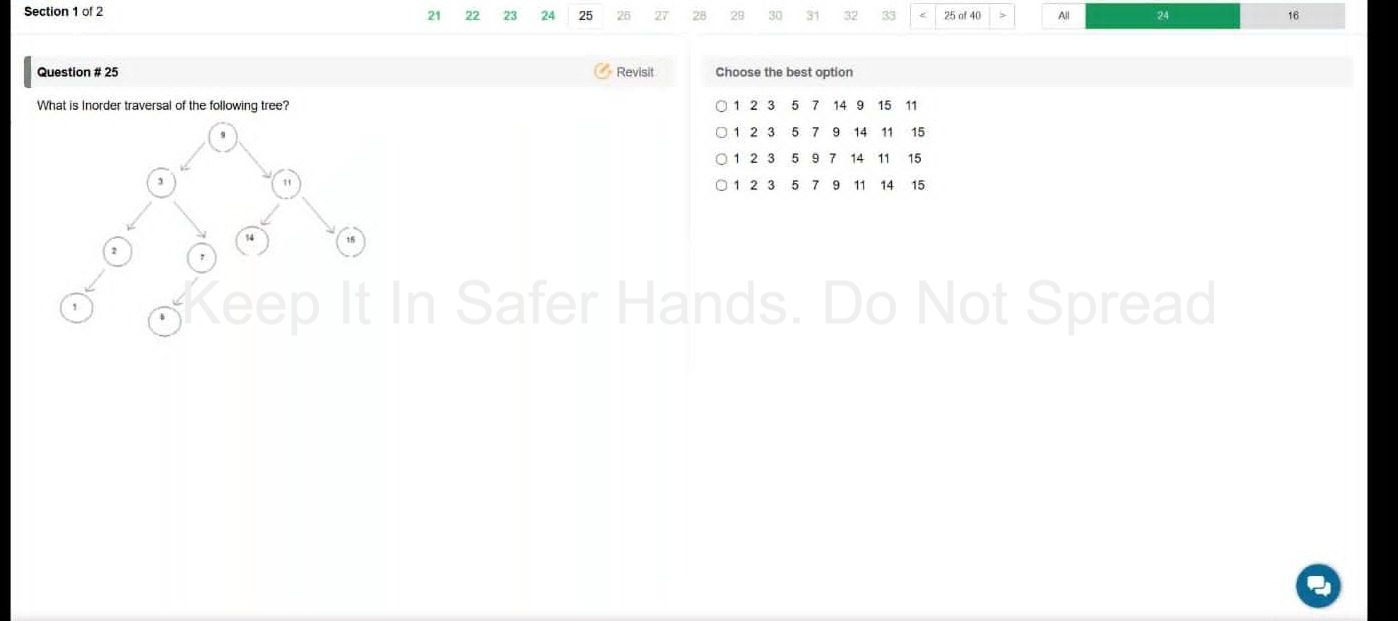 Section 1 of 2
21 22 23 24 25 26 27 28 29 30 31 32 33 < 25 of 40 > All 24 16
Question # 25
Revisit
What is Inorder traversal of the following tree?
9
3
11
2
7
14
15
1
5
Choose the best option
1 2 3 5 7 14 9 15 11
1 2 3 5 7 9 14 11 15
1 2 3 5 9 7 14 11 15
1 2 3 5 7 9 11 14 15
Keep It In Safer Hands. Do Not Spread